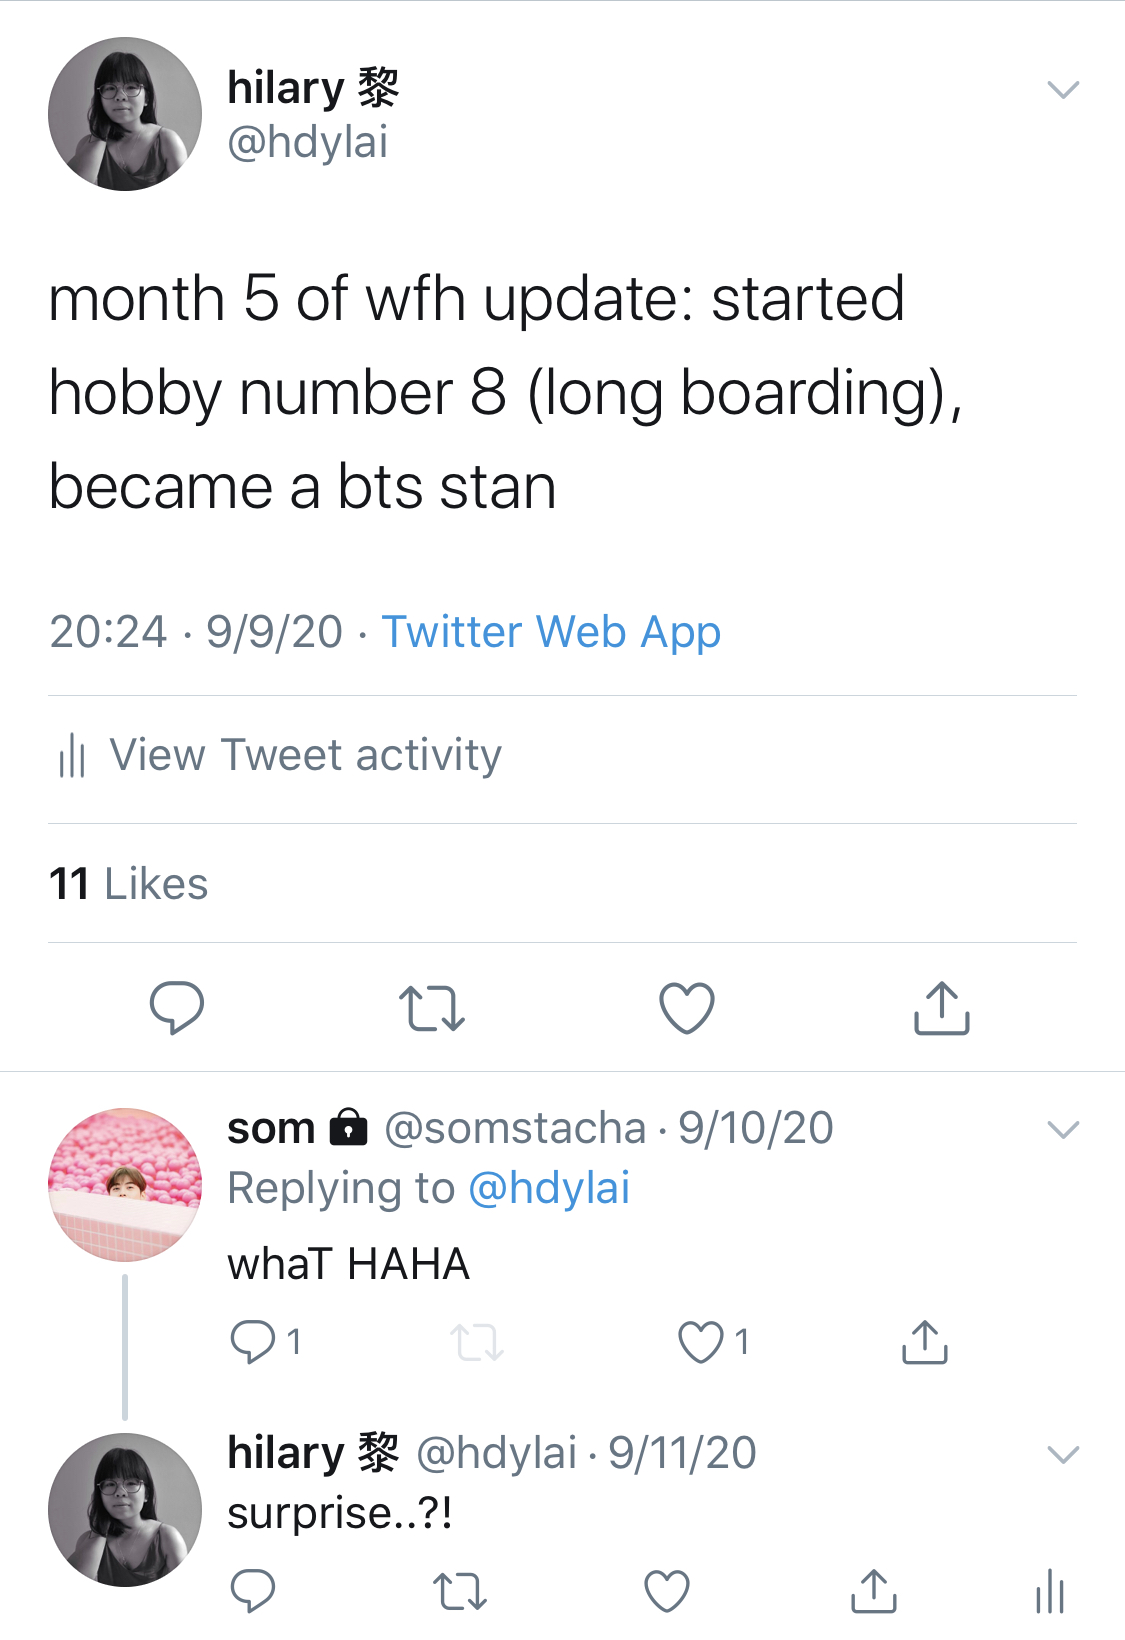 hilary 黎
@hdylai
month 5 of wfh update: started
hobby number 8 (long boarding),
became a bts stan
20:24 · 9/9/20 · Twitter Web App
View Tweet activity
11 Likes
som @somstacha · 9/10/20
Replying to @hdylai
whaT HAHA
1 1
hilary 黎 @hdylai · 9/11/20
surprise..?!